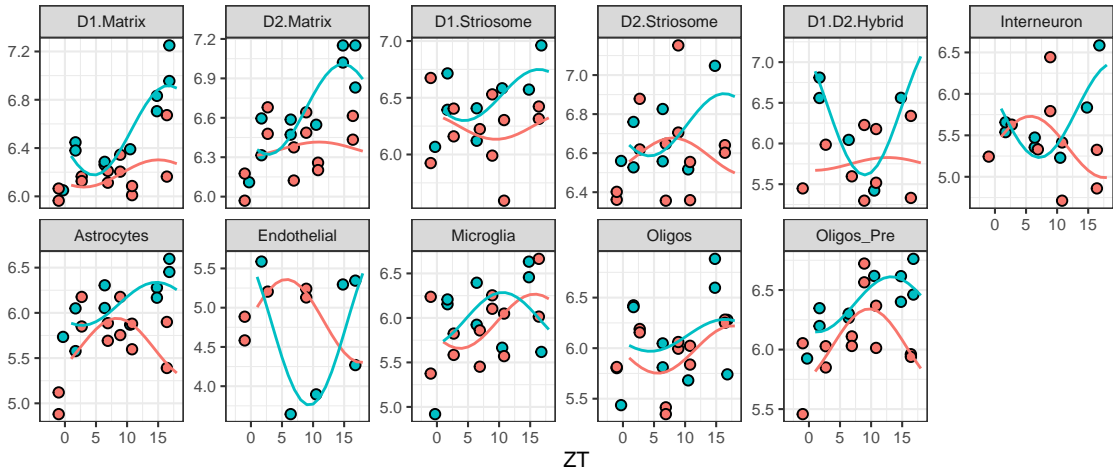 D1.Matrix D2.Matrix D1.Striosome D2.Striosome D1.D2.Hybrid Interneuron
7.2 6.9 6.6 6.3 6.0
7.2 6.9 6.6 6.3 6.0
7.0 6.5 6.0
7.0 6.8 6.6 6.4
7.0 6.5 6.0 5.5
6.5 6.0 5.5 5.0
0 5 10 15
Astrocytes Endothelial Microglia Oligos Oligos_Pre
6.5 6.0 5.5 5.0
5.5 5.0 4.5 4.0
6.5 6.0 5.5 5.0
6.5 6.0 5.5
6.5 6.0 5.5
0 5 10 15 0 5 10 15 0 5 10 15 0 5 10 15 0 5 10 15
ZT